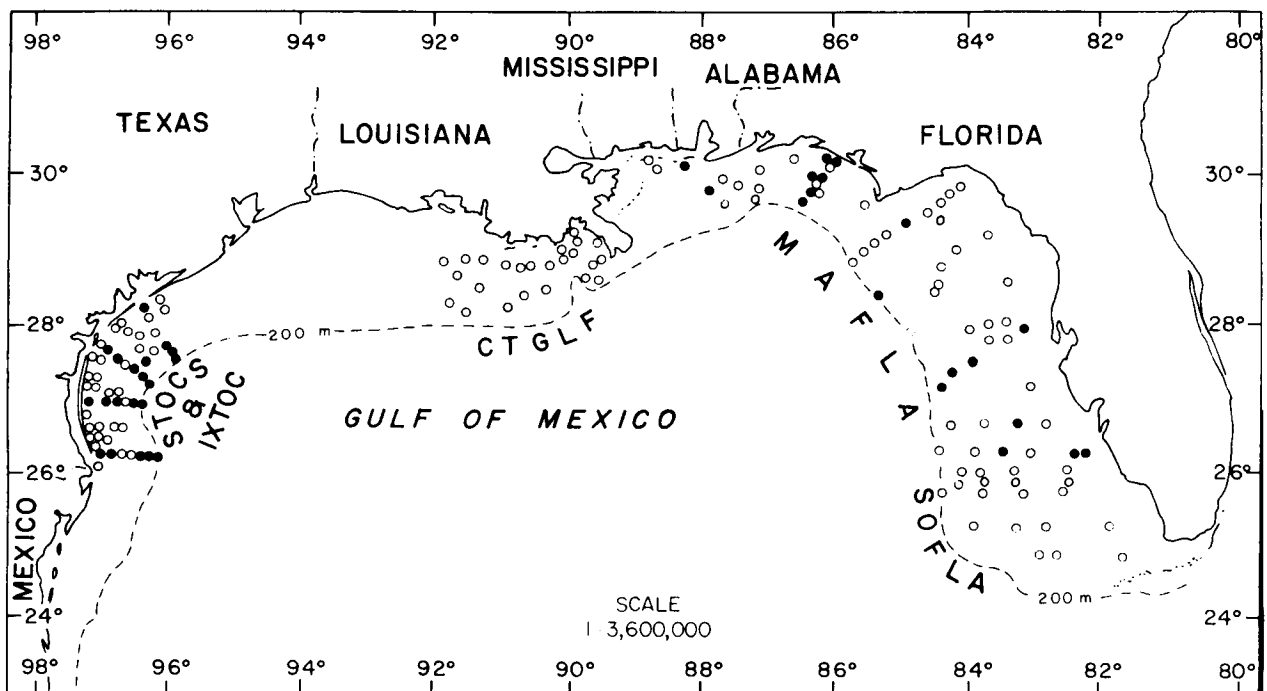 98° 96° 94° 92° 90° 88° 86° 84° 82° 80°
MISSISSIPPI ALABAMA
TEXAS LOUISIANA FLORIDA
30° 30°
MAFLA
28° 28°
200 m
CTGLF
STOCS
&
IXTOC
GULF OF MEXICO
26° 26°
MEXICO
SOFLA
200 m
SCALE
1 3,600,000
24° 24°
98° 96° 94° 92° 90° 88° 86° 84° 82° 80°